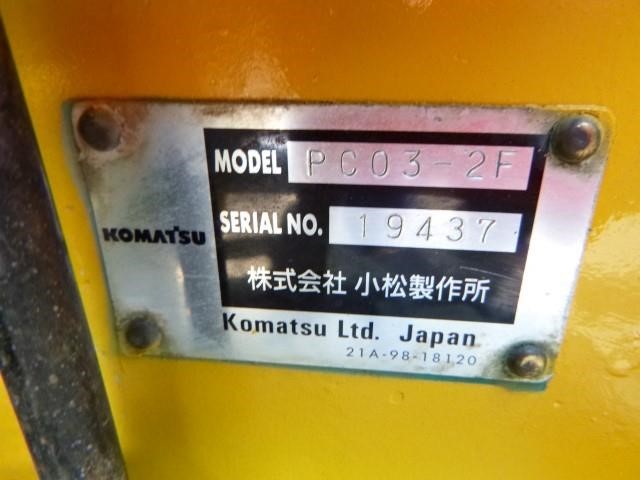 MODEL PC03-2F
KOMATSU
SERIAL NO. 19437
株式会社 小松製作所
Komatsu Ltd. Japan
21A-98-18120